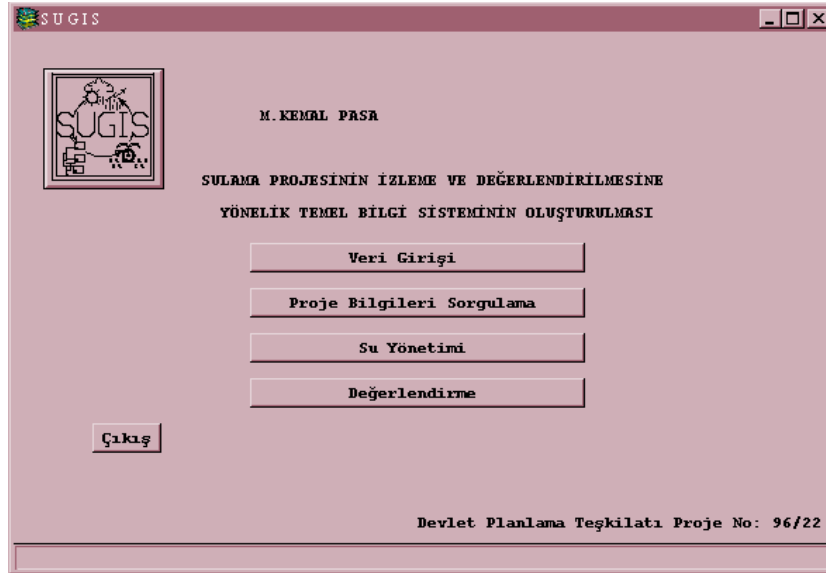 SUGIS
SUGIS
M.KEMAL PASA
SULAMA PROJESİNİN İZLEME VE DEĞERLENDİRİLMESİNE
YÖNELİK TEMEL BİLGİ SİSTEMİNİN OLUŞTURULMASI
Veri Girişi
Proje Bilgileri Sorgulama
Su Yönetimi
Değerlendirme
Çıkış
Devlet Planlama Teşkilatı Proje No: 96/22